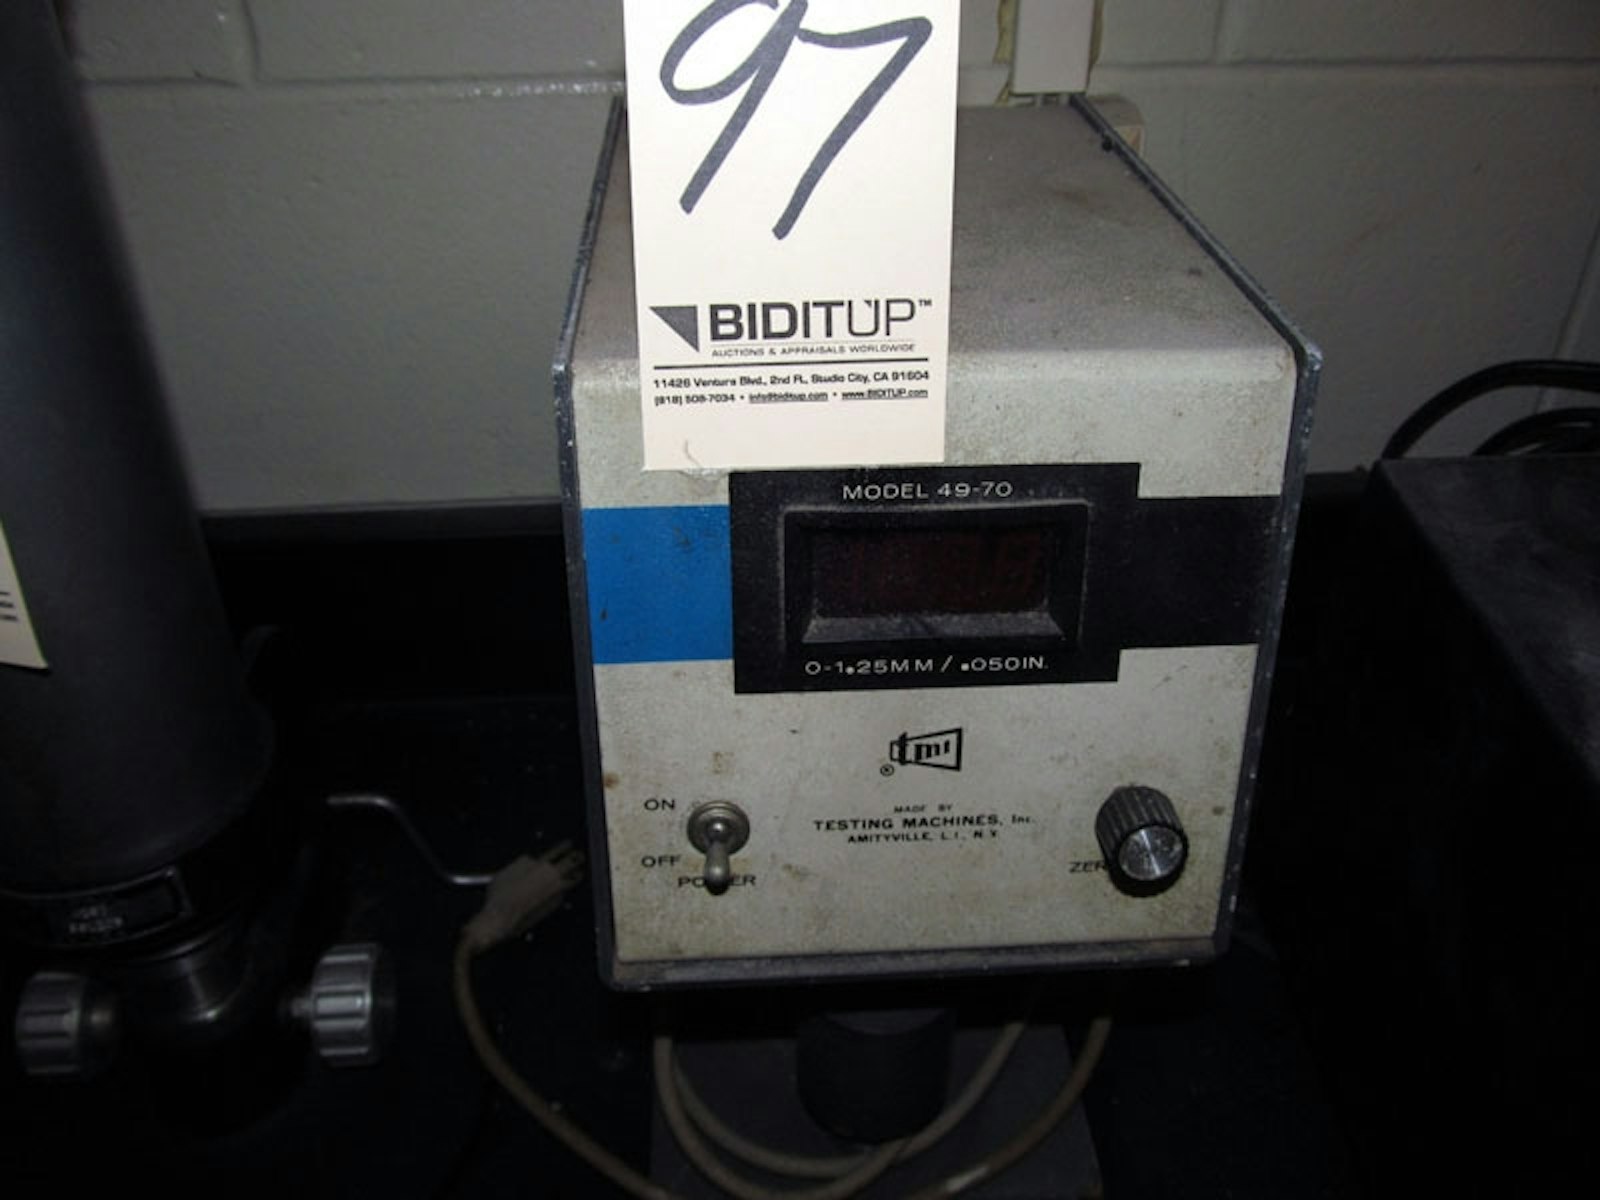 97
BIDITUP™
AUCTIONS & APPRAISALS WORLDWIDE
11426 Ventura Blvd., 2nd Fl., Studio City, CA 91604
(818) 508-7034 • info@biditup.com • www.BIDITUP.com
MODEL 49-70
0-1.25MM / .050IN.
tmi
®
MADE BY
TESTING MACHINES, Inc.
AMITYVILLE, L.I., N.Y.
ON
OFF
POWER
ZERO